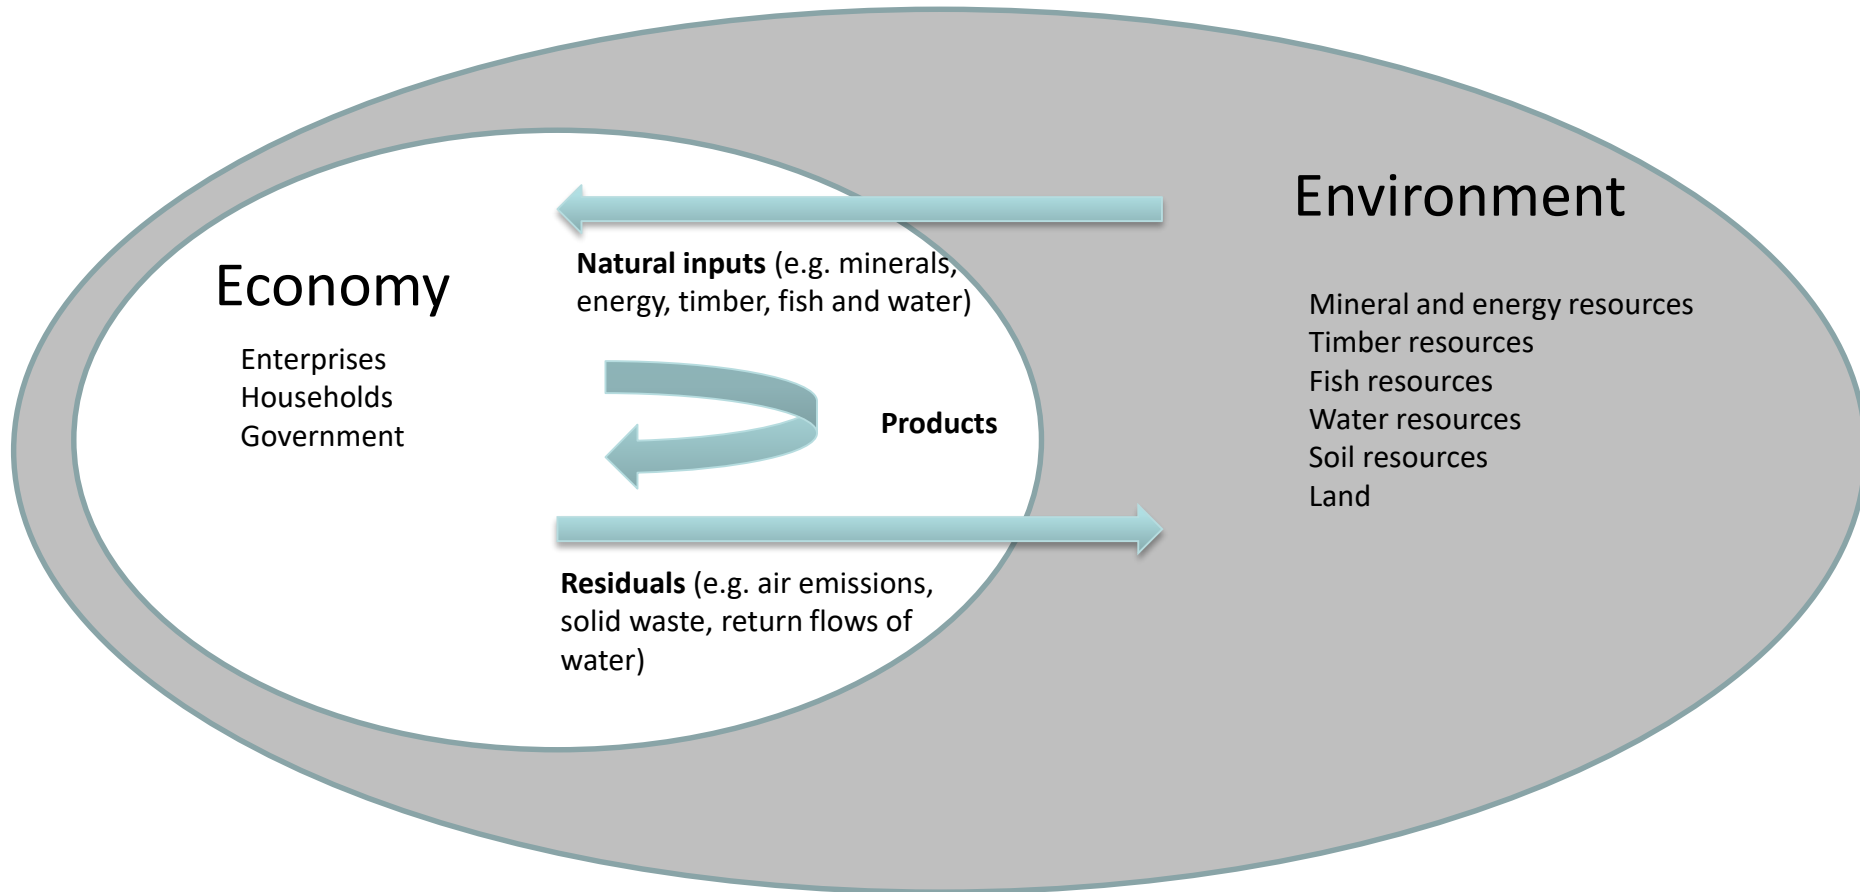 Environment
Economy
Natural inputs (e.g. minerals,
energy, timber, fish and water)
Enterprises
Households
Government
Products
Mineral and energy resources
Timber resources
Fish resources
Water resources
Soil resources
Land
Residuals (e.g. air emissions,
solid waste, return flows of
water)